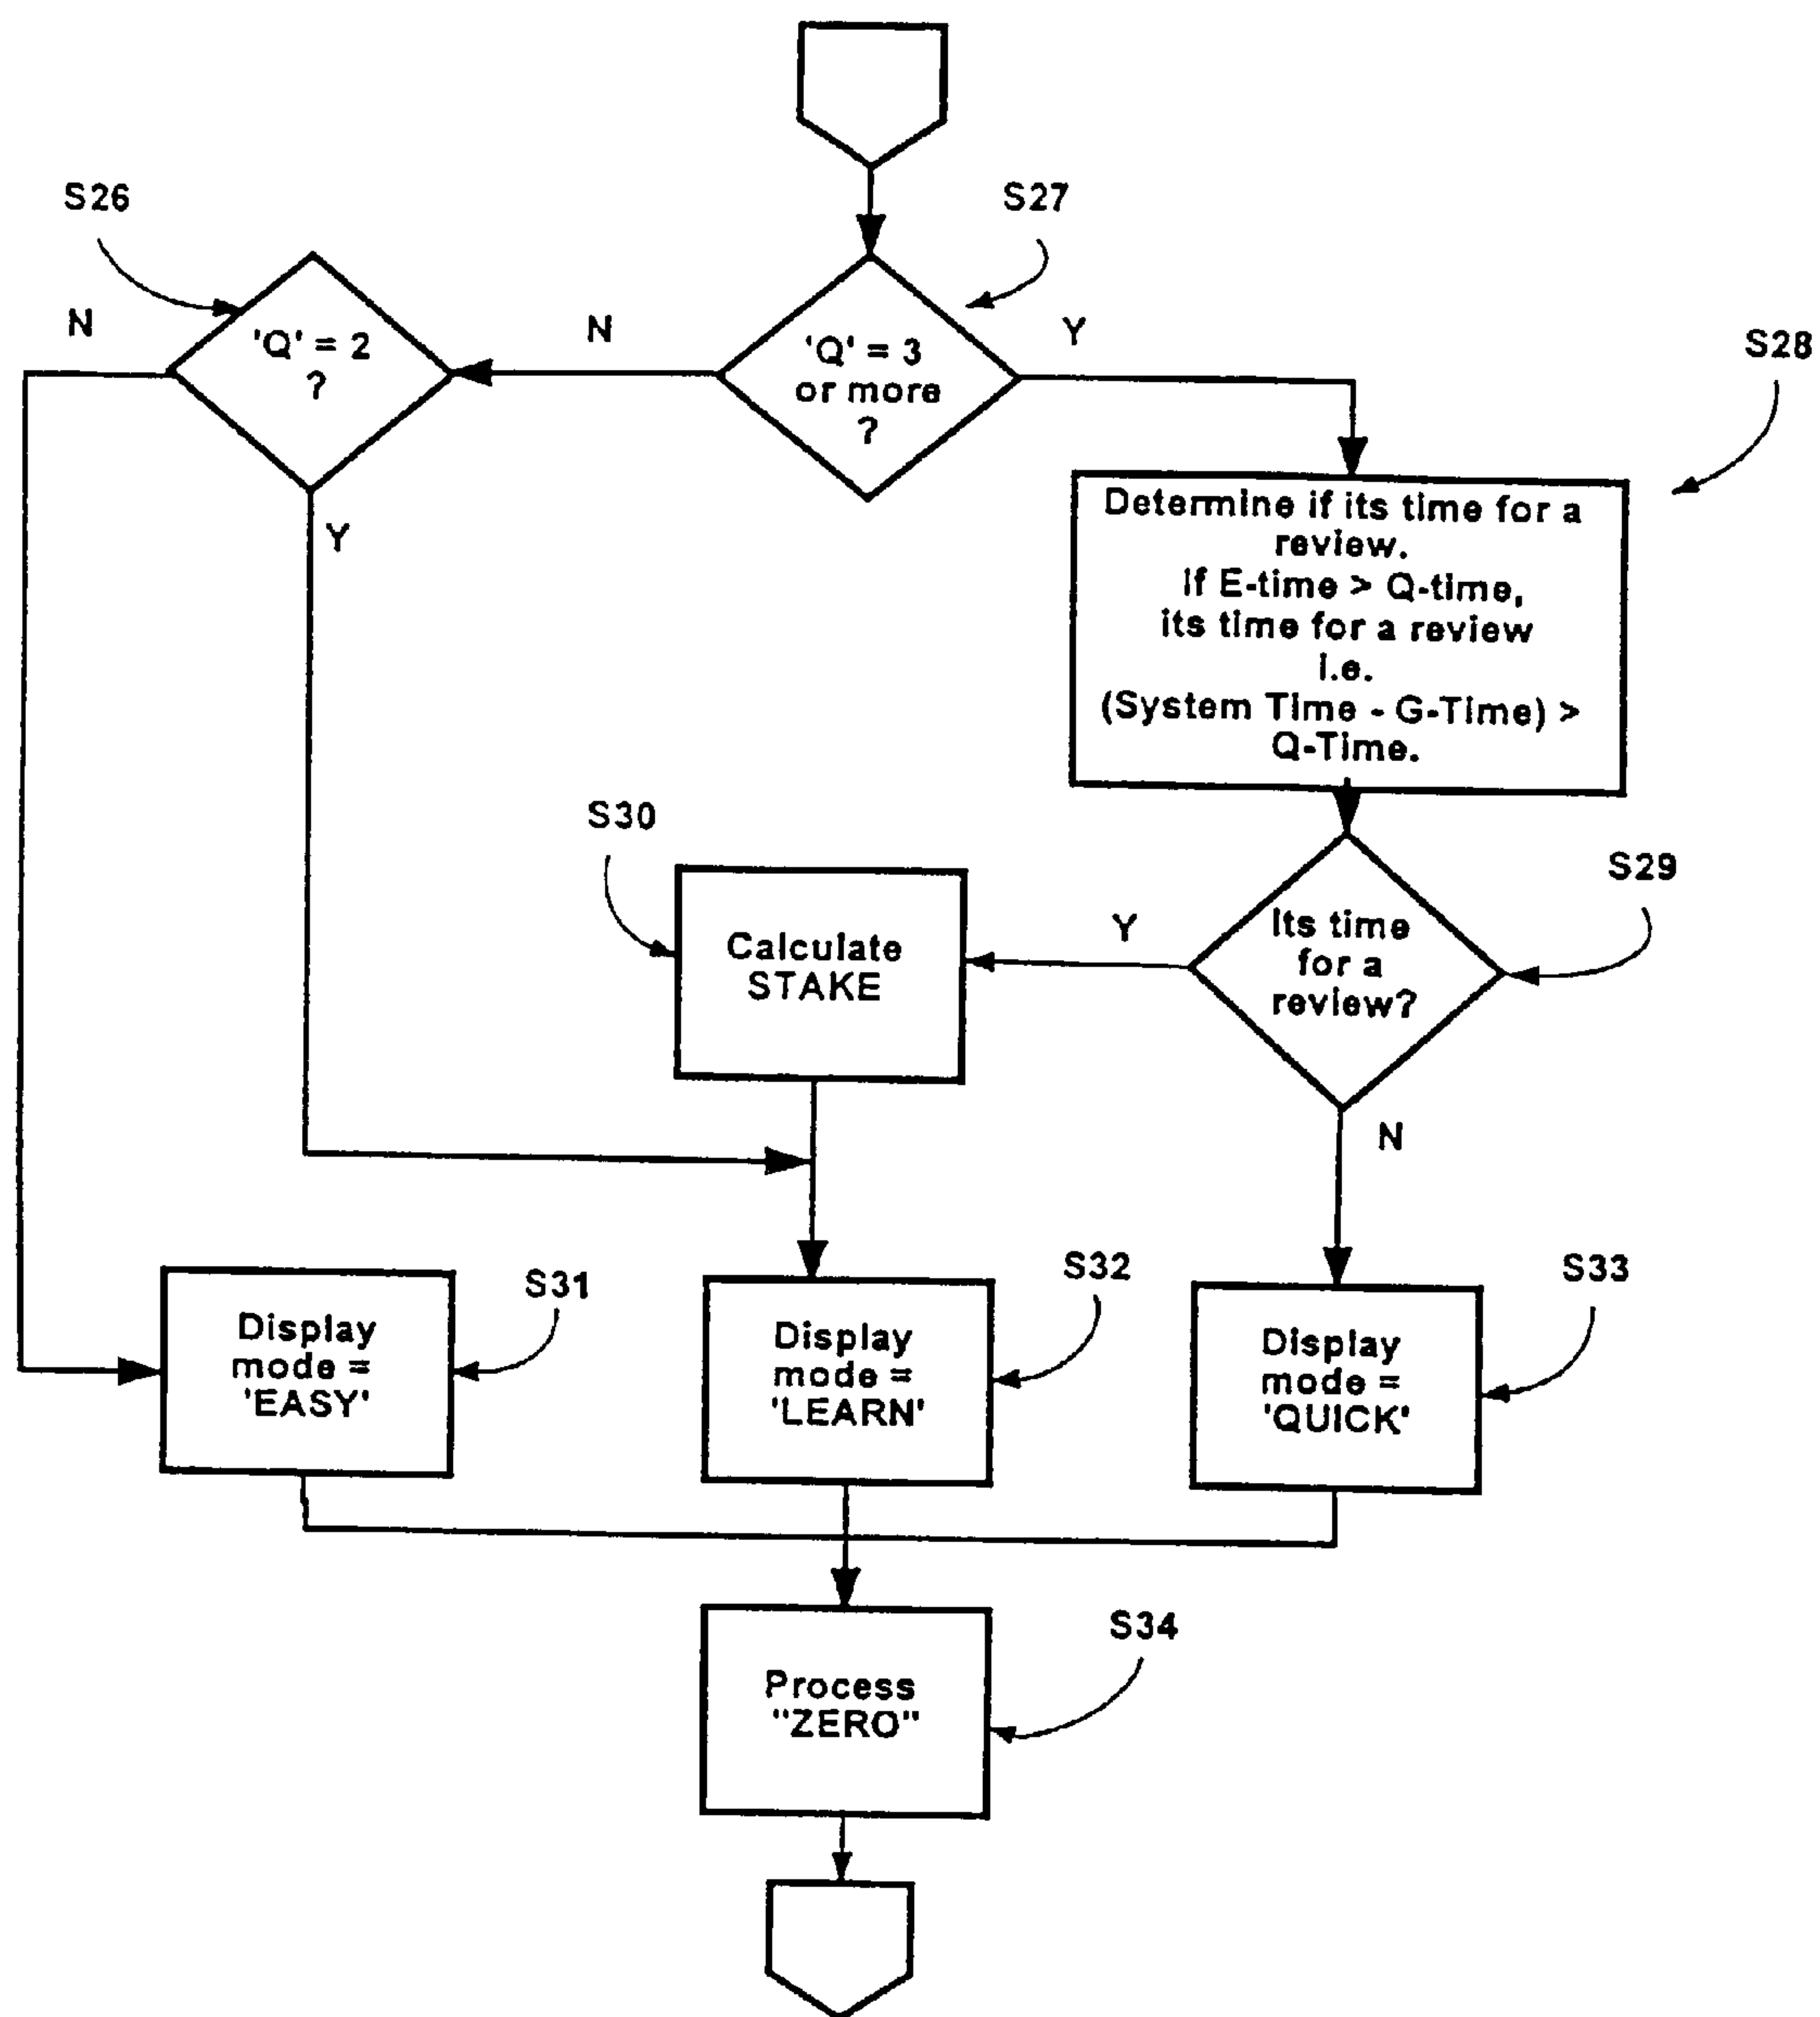 S26
S27
N
'Q' = 2
?
N
'Q' = 3
or more
?
Y
S28
Y
Determine if its time for a
review.
If E-time > Q-time,
its time for a review
i.e.
(System Time - G-Time) >
Q-Time.
S30
Calculate
STAKE
Y
Its time
for a
review?
S29
N
Display
mode =
'EASY'
S31
Display
mode =
'LEARN'
S32
Display
mode =
'QUICK'
S33
Process
"ZERO"
S34